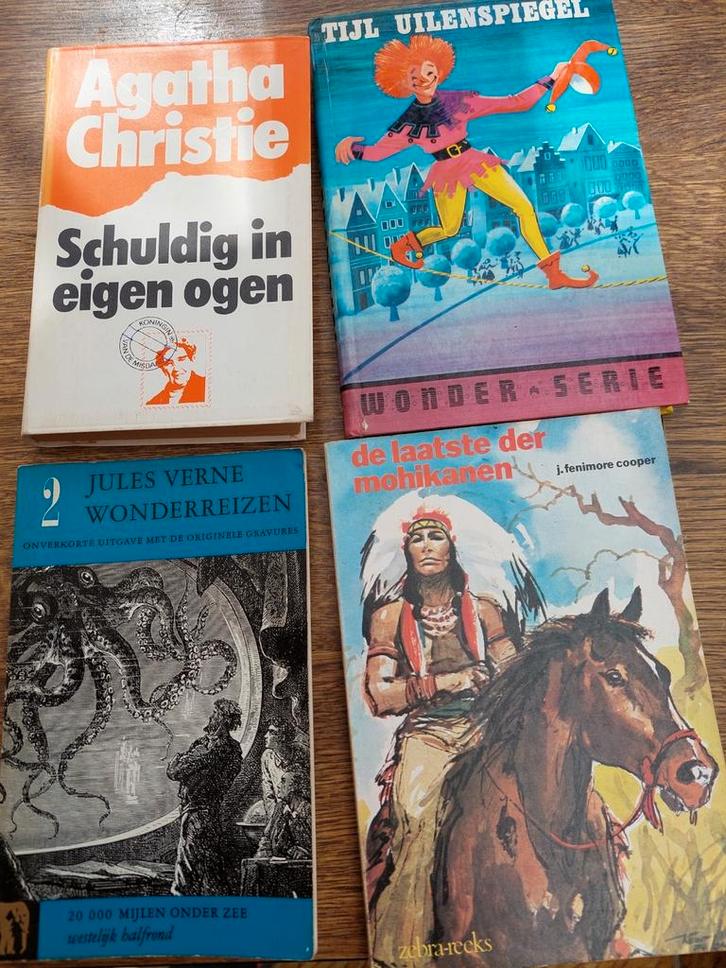 Agatha
Christie
Schuldig in
eigen ogen
KONINGIN
VAN DE MISDAAD
TIJL UILENSPIEGEL
WONDER-SERIE
2
JULES VERNE
WONDERREIZEN
ONVERKORTE UITGAVE MET DE ORIGINELE GRAVURES
20 000 MIJLEN ONDER ZEE
westelijk halfrond
de laatste der
mohikanen
j. fenimore cooper
zebra-reeks